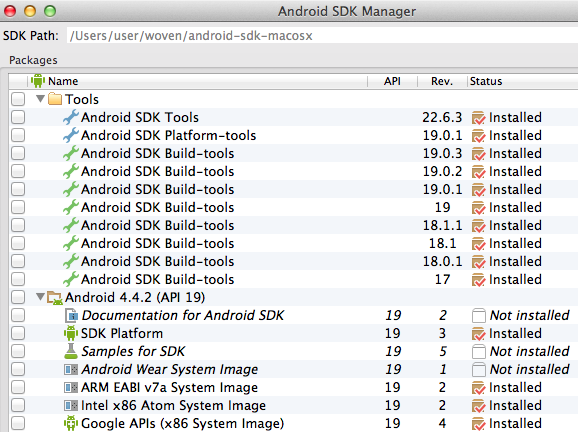 Android SDK Manager
SDK Path: /Users/user/woven/android-sdk-macosx
Packages
Name API Rev. Status
Tools
Android SDK Tools 22.6.3 Installed
Android SDK Platform-tools 19.0.1 Installed
Android SDK Build-tools 19.0.3 Installed
Android SDK Build-tools 19.0.2 Installed
Android SDK Build-tools 19.0.1 Installed
Android SDK Build-tools 19 Installed
Android SDK Build-tools 18.1.1 Installed
Android SDK Build-tools 18.1 Installed
Android SDK Build-tools 18.0.1 Installed
Android SDK Build-tools 17 Installed
Android 4.4.2 (API 19)
Documentation for Android SDK 19 2 Not installed
SDK Platform 19 3 Installed
Samples for SDK 19 5 Not installed
Android Wear System Image 19 1 Not installed
ARM EABI v7a System Image 19 2 Installed
Intel x86 Atom System Image 19 2 Installed
Google APIs (x86 System Image) 19 4 Installed